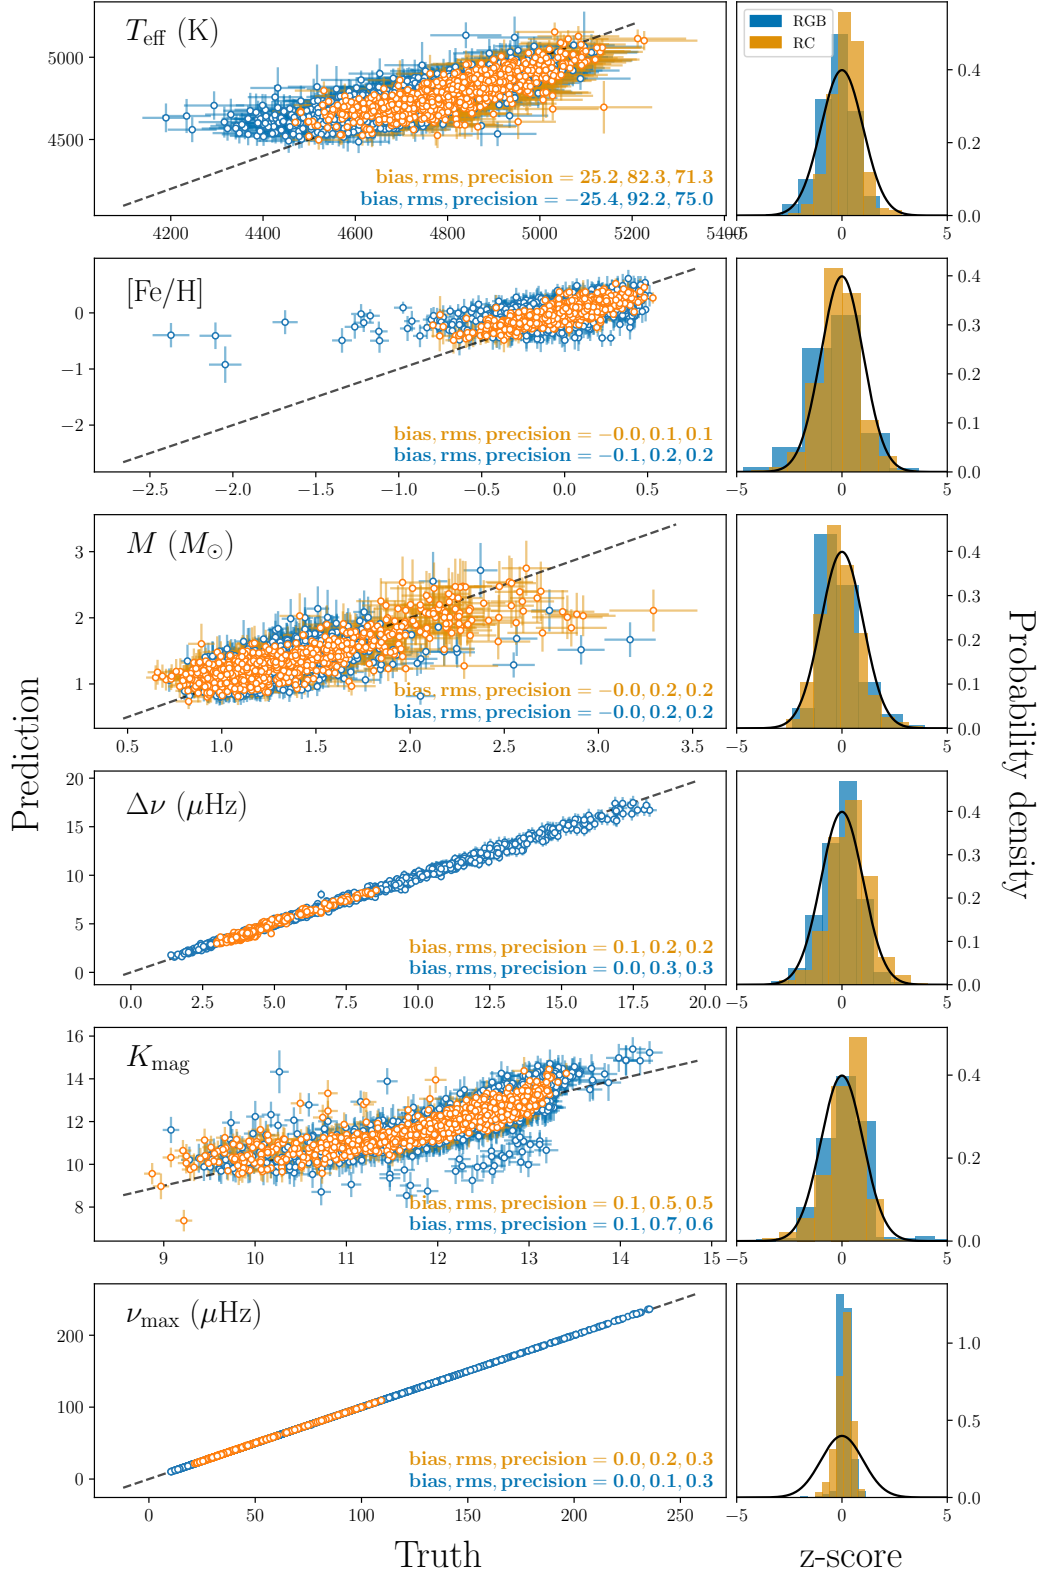 T_eff (K)
5000
4500
bias, rms, precision = 25.2, 82.3, 71.3
bias, rms, precision = −25.4, 92.2, 75.0
4200 4400 4600 4800 5000 5200 5400
RGB
RC
0.4
0.2
0.0
−5 0 5
[Fe/H]
0
−1
−2
bias, rms, precision = −0.0, 0.1, 0.1
bias, rms, precision = −0.1, 0.2, 0.2
−2.5 −2.0 −1.5 −1.0 −0.5 0.0 0.5
0.4
0.3
0.2
0.1
0.0
−5 0 5
M (M⊙)
3
2
1
bias, rms, precision = −0.0, 0.2, 0.2
bias, rms, precision = −0.0, 0.2, 0.2
0.5 1.0 1.5 2.0 2.5 3.0 3.5
0.4
0.3
0.2
0.1
0.0
−5 0 5
Δν (μHz)
20
15
10
5
0
bias, rms, precision = 0.1, 0.2, 0.2
bias, rms, precision = 0.0, 0.3, 0.3
0.0 2.5 5.0 7.5 10.0 12.5 15.0 17.5 20.0
0.4
0.3
0.2
0.1
0.0
−5 0 5
K_mag
16
14
12
10
8
bias, rms, precision = 0.1, 0.5, 0.5
bias, rms, precision = 0.1, 0.7, 0.6
9 10 11 12 13 14 15
0.4
0.2
0.0
−5 0 5
ν_max (μHz)
200
100
0
bias, rms, precision = 0.0, 0.2, 0.3
bias, rms, precision = 0.0, 0.1, 0.3
0 50 100 150 200 250
1.0
0.5
0.0
−5 0 5
Prediction
Probability density
Truth
z-score